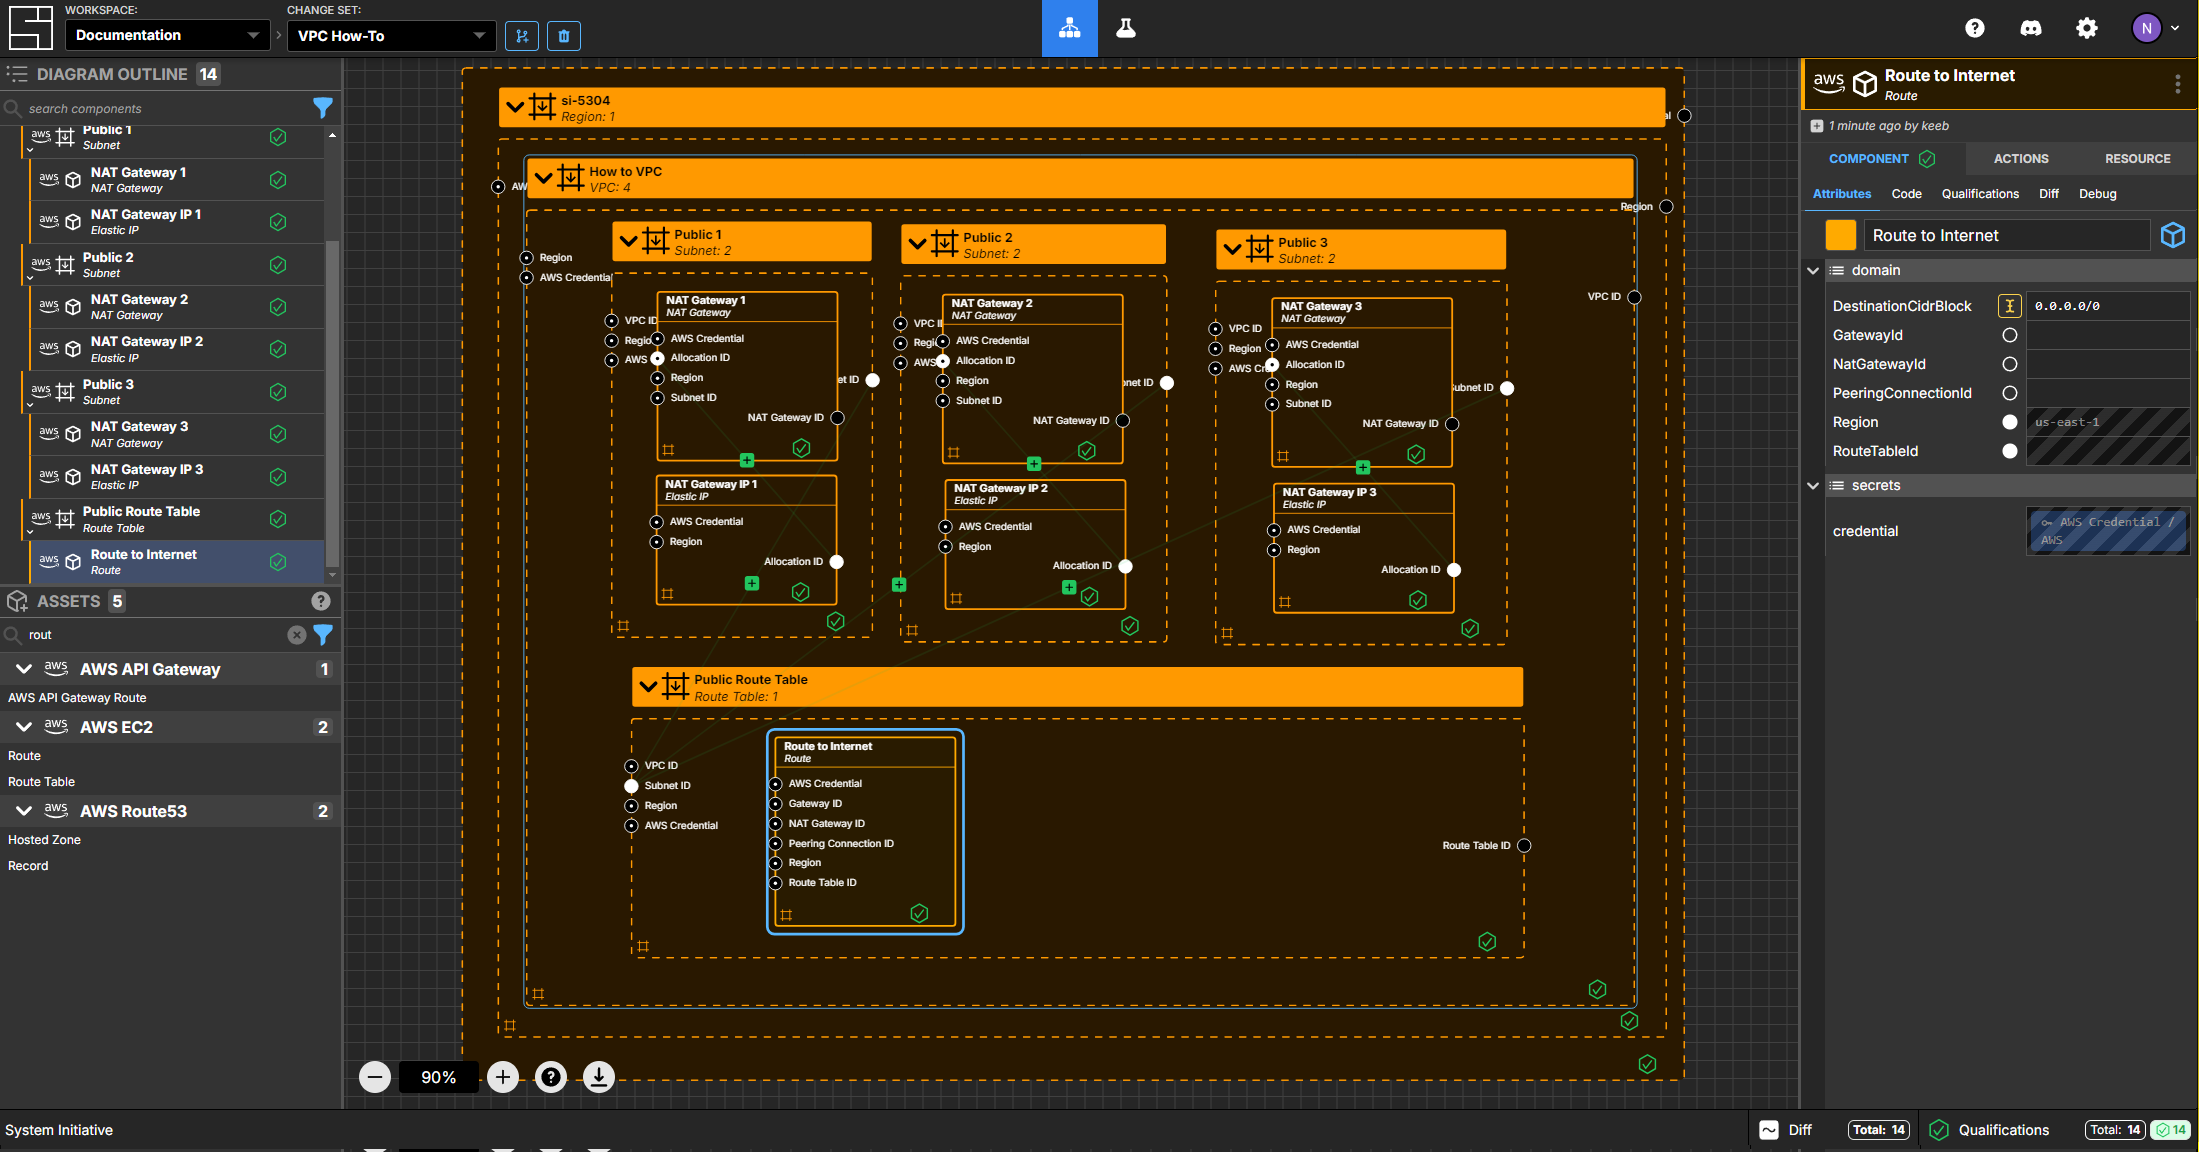 WORKSPACE:
Documentation
CHANGE SET:
VPC How-To
N
DIAGRAM OUTLINE 14
search components
Public 1
Subnet
aws NAT Gateway 1
NAT Gateway
aws NAT Gateway IP 1
Elastic IP
aws Public 2
Subnet
aws NAT Gateway 2
NAT Gateway
aws NAT Gateway IP 2
Elastic IP
aws Public 3
Subnet
aws NAT Gateway 3
NAT Gateway
aws NAT Gateway IP 3
Elastic IP
aws Public Route Table
Route Table
aws Route to Internet
Route
ASSETS 5
rout
aws AWS API Gateway 1
AWS API Gateway Route
aws AWS EC2 2
Route
Route Table
aws AWS Route53 2
Hosted Zone
Record
si-5304
Region: 1
How to VPC
VPC: 4
Region
Region
AWS Credential
VPC ID
Public 1
Subnet: 2
NAT Gateway 1
NAT Gateway
VPC ID
AWS
AWS Credential
Allocation ID
Region
Subnet ID
NAT Gateway ID
NAT Gateway IP 1
Elastic IP
AWS Credential
Region
Allocation ID
Public 2
Subnet: 2
NAT Gateway 2
NAT Gateway
AWS Credential
Allocation ID
Region
Subnet ID
NAT Gateway ID
NAT Gateway IP 2
Elastic IP
AWS Credential
Region
Allocation ID
Public 3
Subnet: 2
NAT Gateway 3
NAT Gateway
VPC ID
Region
AWS
AWS Credential
Allocation ID
Region
Subnet ID
NAT Gateway ID
NAT Gateway IP 3
Elastic IP
AWS Credential
Region
Allocation ID
Public Route Table
Route Table: 1
VPC ID
Subnet ID
Region
AWS Credential
Route to Internet
Route
AWS Credential
Gateway ID
NAT Gateway ID
Peering Connection ID
Region
Route Table ID
Route Table ID
90%
aws Route to Internet
Route
1 minute ago by keeb
COMPONENT ACTIONS RESOURCE
Attributes Code Qualifications Diff Debug
Route to Internet
domain
DestinationCidrBlock 0.0.0.0/0
GatewayId
NatGatewayId
PeeringConnectionId
Region us-east-1
RouteTableId
secrets
credential AWS Credential /
AWS
System Initiative
Diff Total: 14 Qualifications Total: 14 14